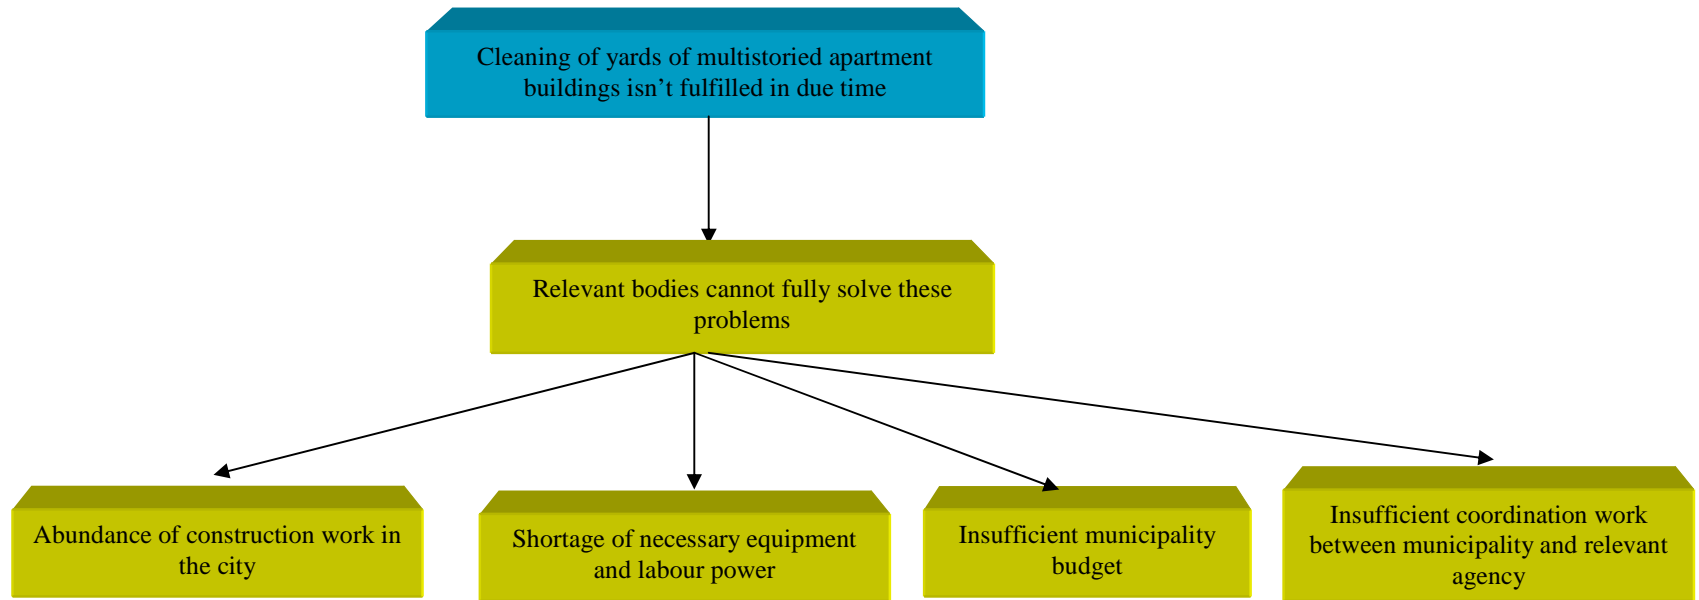 Cleaning of yards of multistoried apartment
buildings isn’t fulfilled in due time
Relevant bodies cannot fully solve these
problems
Abundance of construction work in
the city
Shortage of necessary equipment
and labour power
Insufficient municipality
budget
Insufficient coordination work
between municipality and relevant
agency